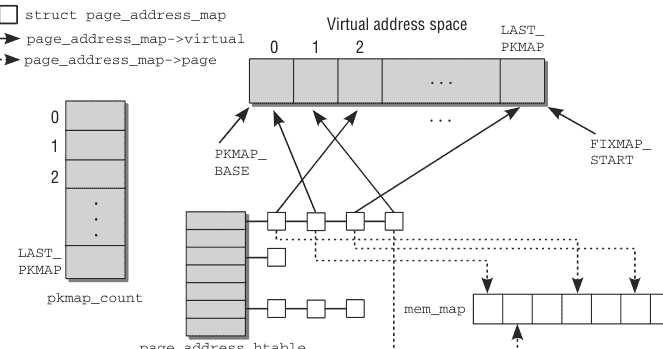 struct page_address_map
page_address_map->virtual
page_address_map->page
Virtual address space
0
1
2
LAST_
PKMAP
...
...
PKMAP_
BASE
FIXMAP_
START
0
1
2
LAST_
PKMAP
pkmap_count
mem_map
page_address_htable